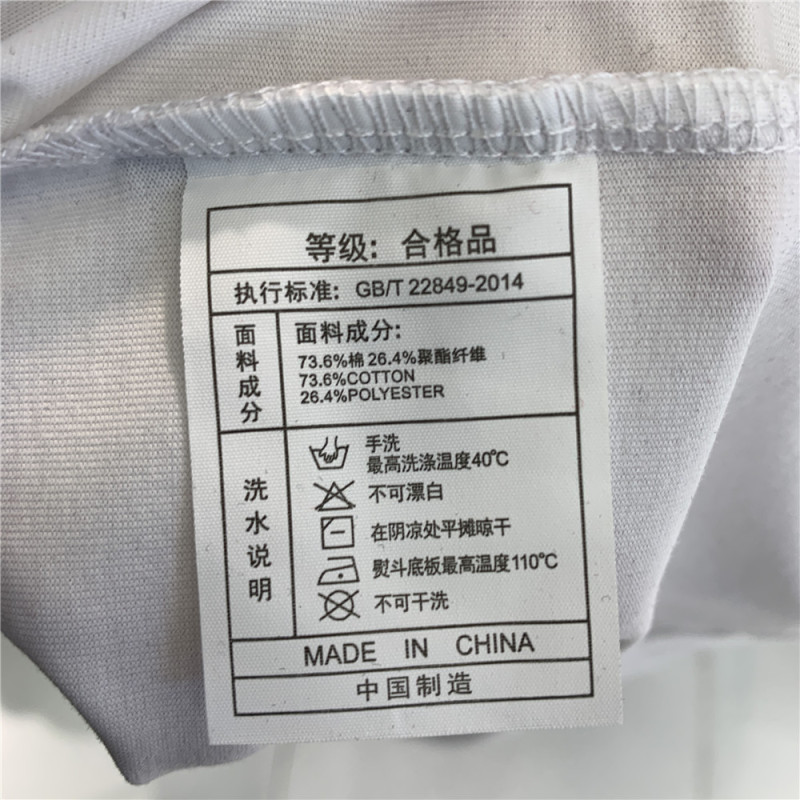 等级: 合格品
执行标准: GB/T 22849-2014
面料成分
面料成分:
73.6%棉 26.4%聚酯纤维
73.6%COTTON
26.4%POLYESTER
洗水说明
手洗
最高洗涤温度40℃
不可漂白
在阴凉处平摊晾干
熨斗底板最高温度110℃
不可干洗
MADE IN CHINA
中国制造